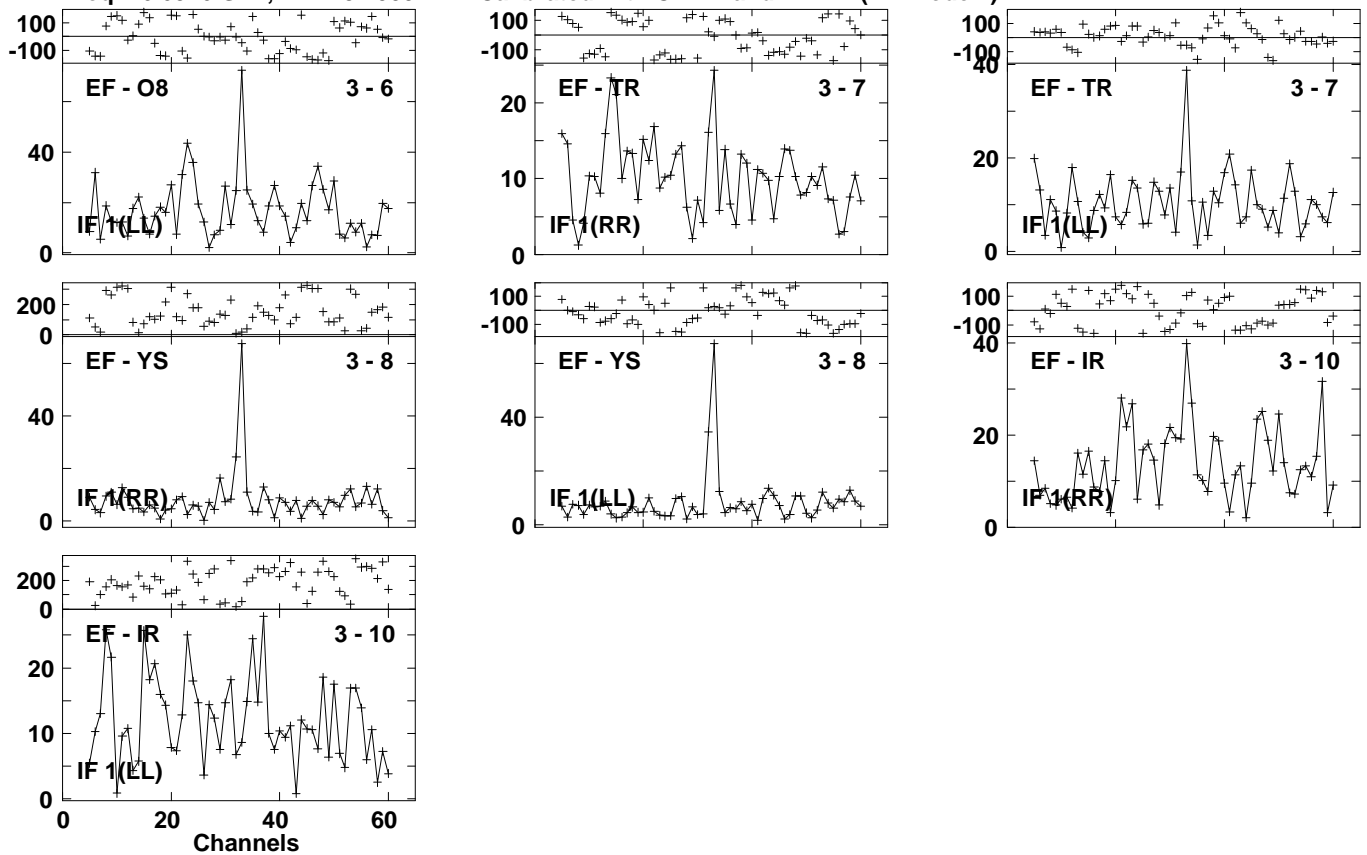 100
-100
EF - O8 3 - 6
40
0
IF 1(LL)
100
-100
EF - TR 3 - 7
20
10
0
IF 1(RR)
100
-100
40
EF - TR 3 - 7
20
0
IF 1(LL)
200
0
EF - YS 3 - 8
40
0
IF 1(RR)
100
-100
EF - YS 3 - 8
40
0
IF 1(LL)
100
-100
40
EF - IR 3 - 10
20
0
IF 1(RR)
200
0
EF - IR 3 - 10
20
10
0
IF 1(LL)
0 20 40 60
Channels